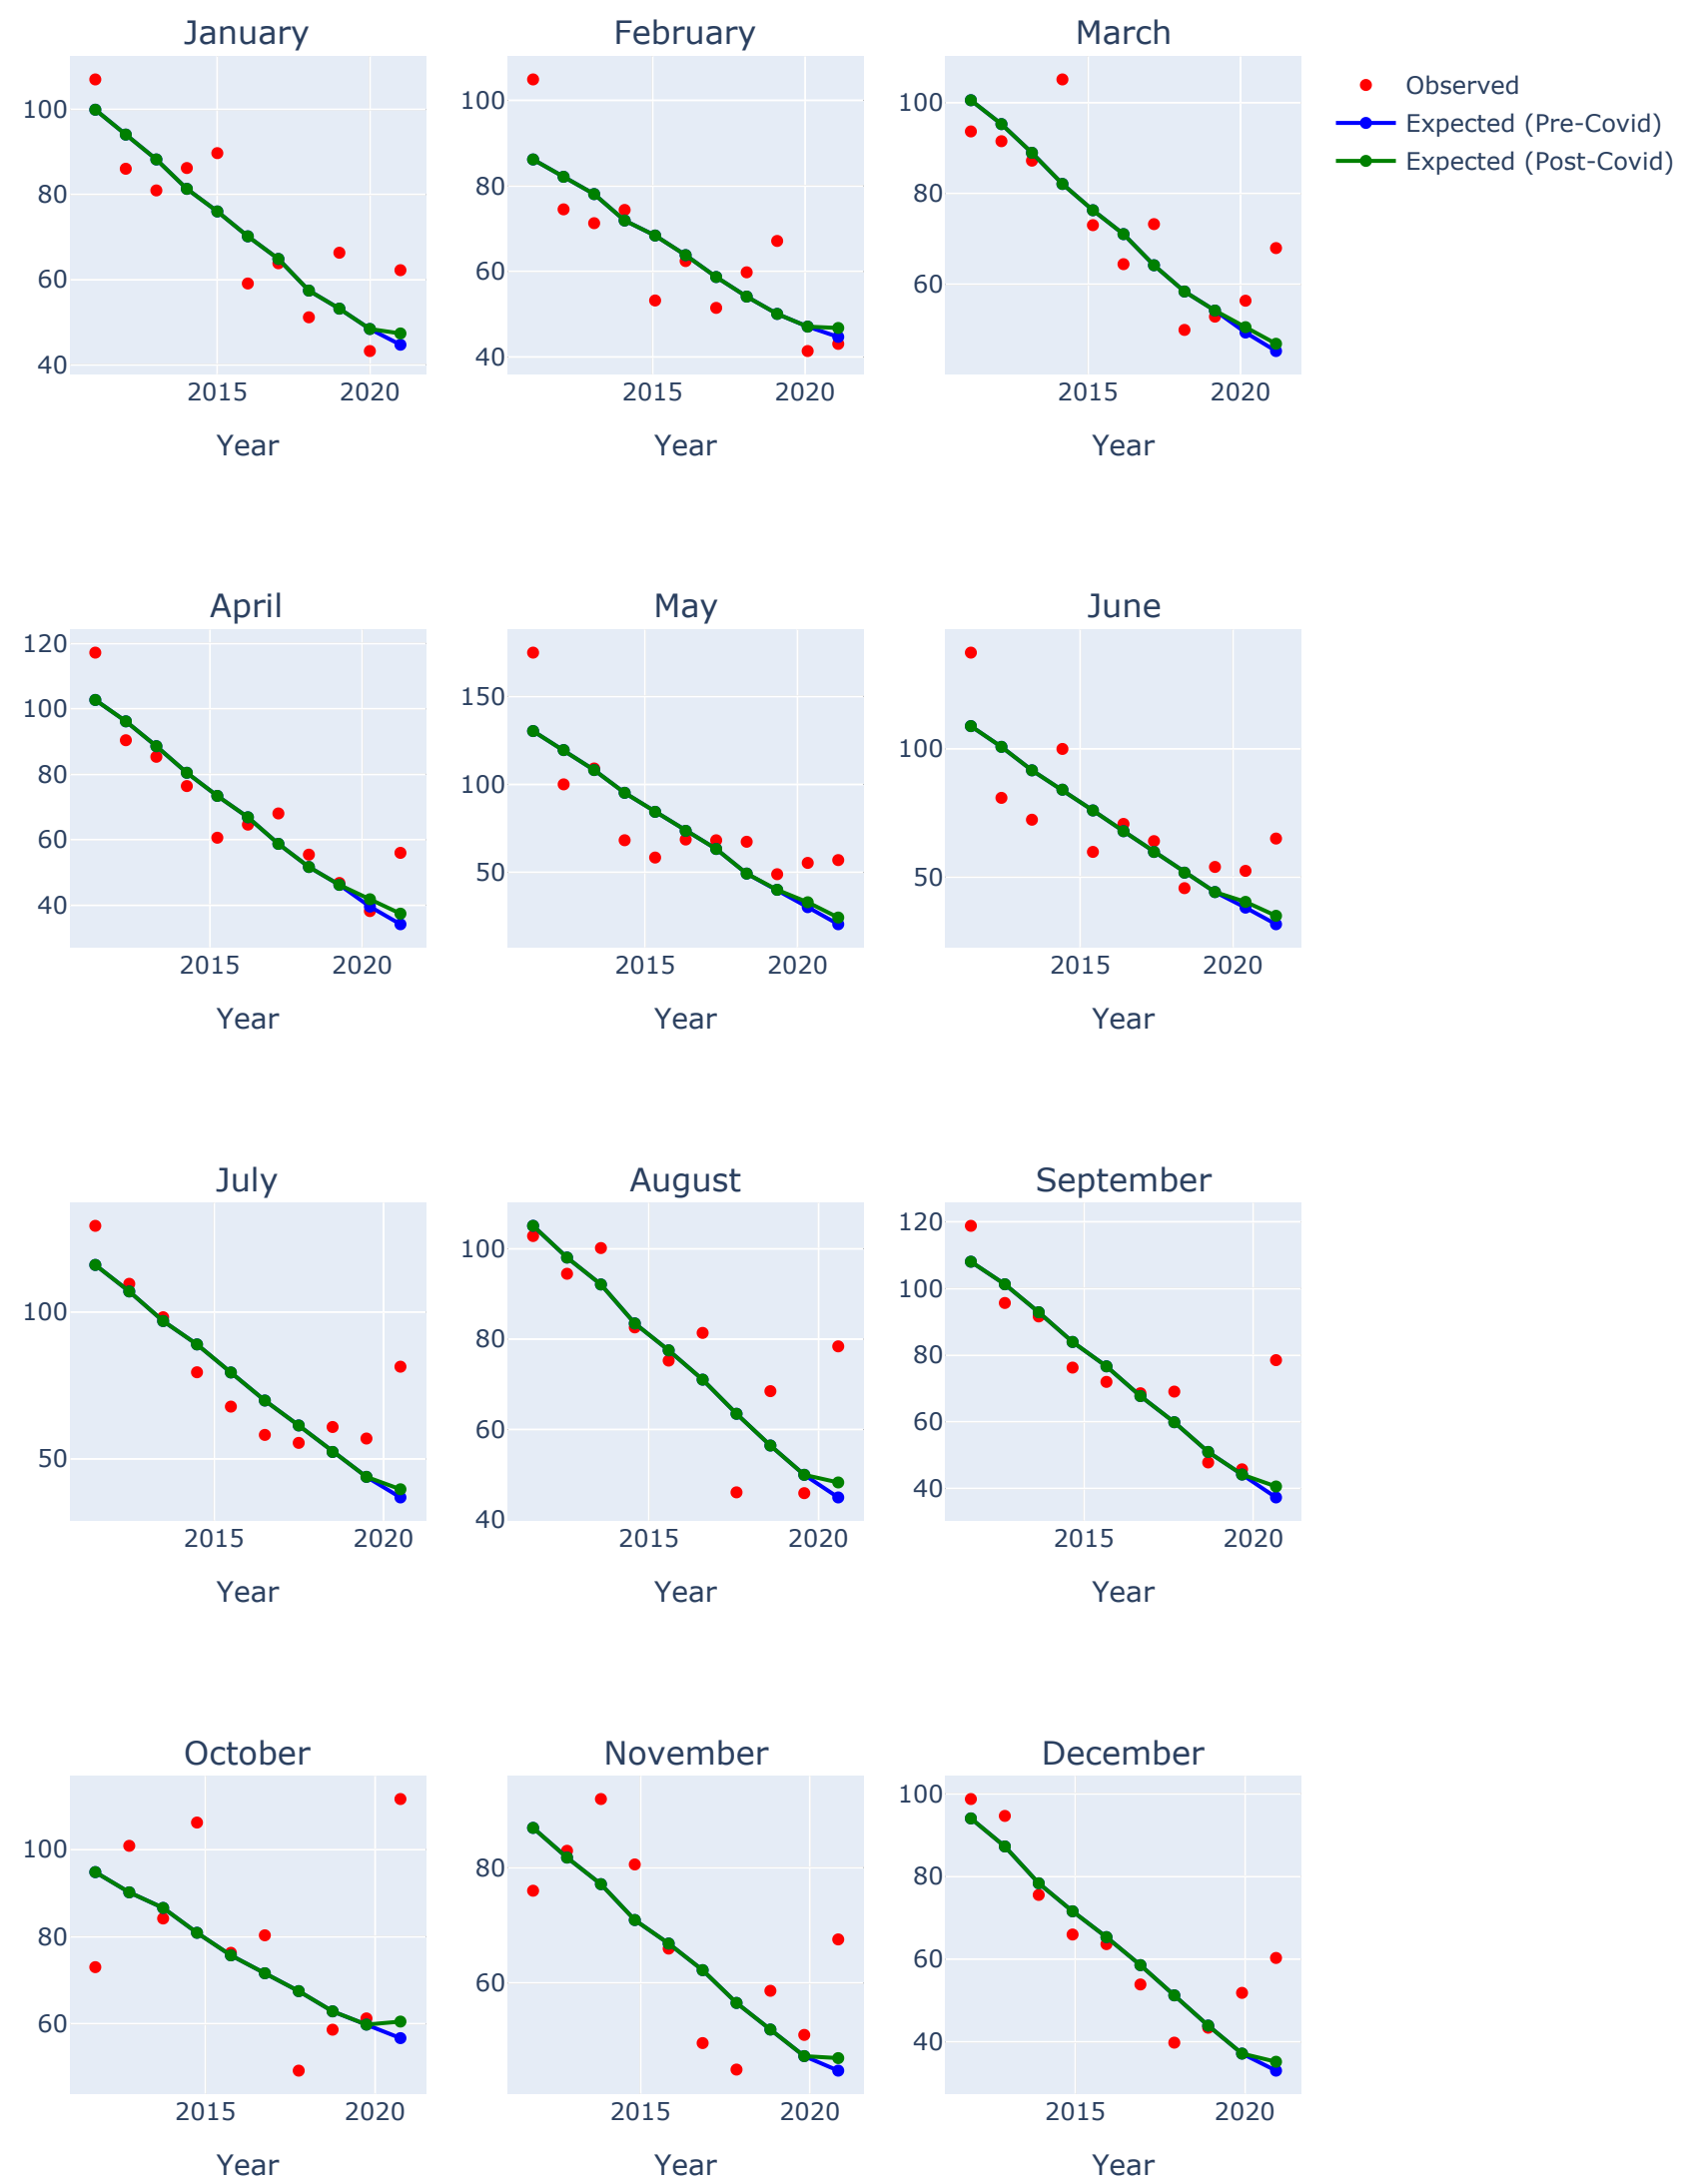 January
February
March
Observed
Expected (Pre-Covid)
Expected (Post-Covid)
100
80
60
40
2015
2020
Year
100
80
60
40
2015
2020
Year
100
80
60
2015
2020
Year
April
May
June
120
100
80
60
40
2015
2020
Year
150
100
50
2015
2020
Year
100
50
2015
2020
Year
July
August
September
100
50
2015
2020
Year
100
80
60
40
2015
2020
Year
120
100
80
60
40
2015
2020
Year
October
November
December
100
80
60
2015
2020
Year
80
60
2015
2020
Year
100
80
60
40
2015
2020
Year